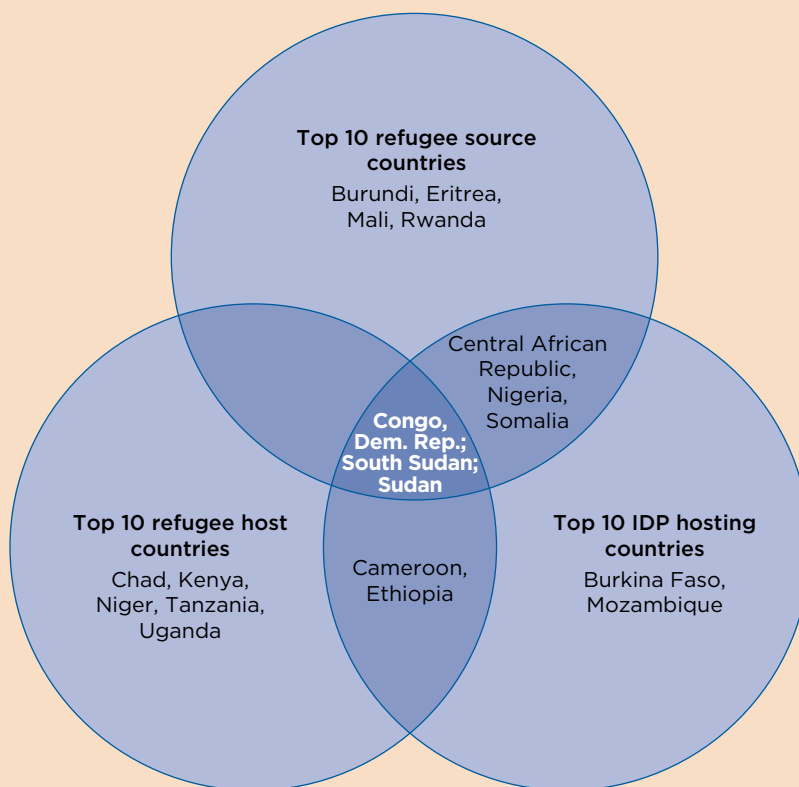 Top 10 refugee source
countries
Burundi, Eritrea,
Mali, Rwanda
Central African
Republic,
Nigeria,
Somalia
Congo,
Dem. Rep.;
South Sudan;
Sudan
Top 10 refugee host
countries
Chad, Kenya,
Niger, Tanzania,
Uganda
Cameroon,
Ethiopia
Top 10 IDP hosting
countries
Burkina Faso,
Mozambique